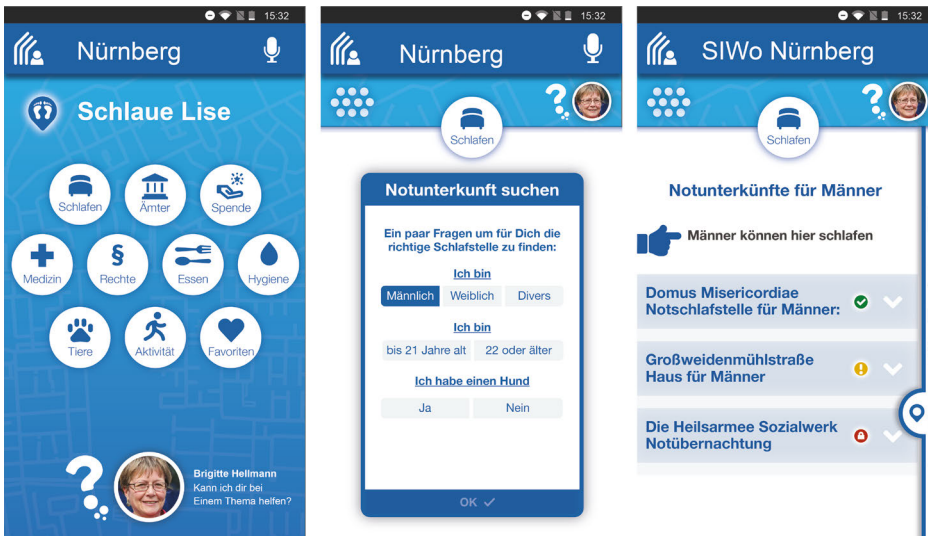 15:32
Nürnberg
Schlaue Lise
Schlafen
Ämter
Spende
Medizin
§
Rechte
Essen
Hygiene
Tiere
Aktivität
Favoriten
?
Brigitte Hellmann
Kann ich dir bei
Einem Thema helfen?
15:32
Nürnberg
?
Schlafen
Notunterkunft suchen
Ein paar Fragen um für Dich die
richtige Schlafstelle zu finden:
Ich bin
Männlich Weiblich Divers
Ich bin
bis 21 Jahre alt 22 oder älter
Ich habe einen Hund
Ja Nein
OK ✓
15:32
SIWo Nürnberg
?
Schlafen
Notunterkünfte für Männer
Männer können hier schlafen
Domus Misericordiae
Notschlafstelle für Männer:
Großweidenmühlstraße
Haus für Männer
Die Heilsarmee Sozialwerk
Notübernachtung